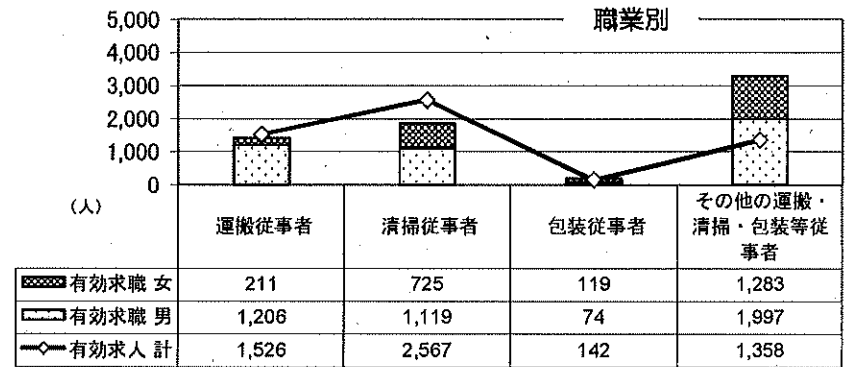 職業別
5,000
4,000
3,000
2,000
1,000
0
(人)
運搬従事者 清掃従事者 包装従事者 その他の運搬・
清掃・包装等従
事者
有効求職 女 211 725 119 1,283
有効求職 男 1,206 1,119 74 1,997
有効求人 計 1,526 2,567 142 1,358